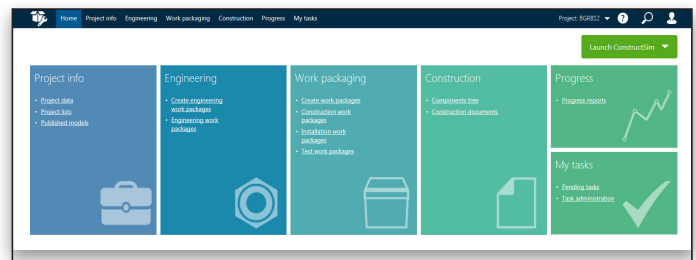 Home Project info Engineering Work packaging Construction Progress My tasks
Project: BGRBS2
?
Launch ConstructSim
Project info
• Project data
• Project lists
• Published models
Engineering
• Create engineering
work packages
• Engineering work
packages
Work packaging
• Create work packages
• Construction work
packages
• Installation work
packages
• Test work packages
Construction
• Components tree
• Construction documents
Progress
• Progress reports
My tasks
• Pending tasks
• Task administration